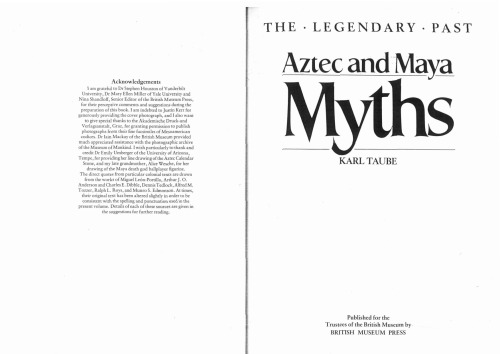 Acknowledgements
I am grateful to Dr Stephen Houston of Vanderbilt
University, Dr Mary Ellen Miller of Yale University and
Nina Shandloff, Senior Editor of the British Museum Press,
for their perceptive comments and suggestions during the
preparation of this book. I am indebted to Justin Kerr for
generously providing the cover photograph, and I also want
to give special thanks to the Akademische Druck-und
Verlagsanstalt, Graz, for granting permission to publish
photographs from their fine facsimiles of Mesoamerican
codices. Dr Iain Mackay of the British Museum provided
much appreciated assistance with the photographic archive
of the Museum of Mankind. I wish particularly to thank and
credit Dr Emily Umberger of the University of Arizona,
Tempe, for providing her line drawing of the Aztec Calendar
Stone, and my late grandmother, Alice Wesche, for her
drawing of the Maya death god ballplayer figurine.
The direct quotes from particular colonial texts are drawn
from the works of Miguel León-Portilla, Arthur J. O.
Anderson and Charles E. Dibble, Dennis Tedlock, Alfred M.
Tozzer, Ralph L. Roys, and Munro S. Edmonson. At times,
their original text has been altered slightly in order to be
consistent with the spelling and punctuation used in the
present volume. Details of each of these sources are given in
the suggestions for further reading.
THE · LEGENDARY · PAST
Aztec and Maya
Myths
KARL TAUBE
Published for the
Trustees of the British Museum by
BRITISH MUSEUM PRESS